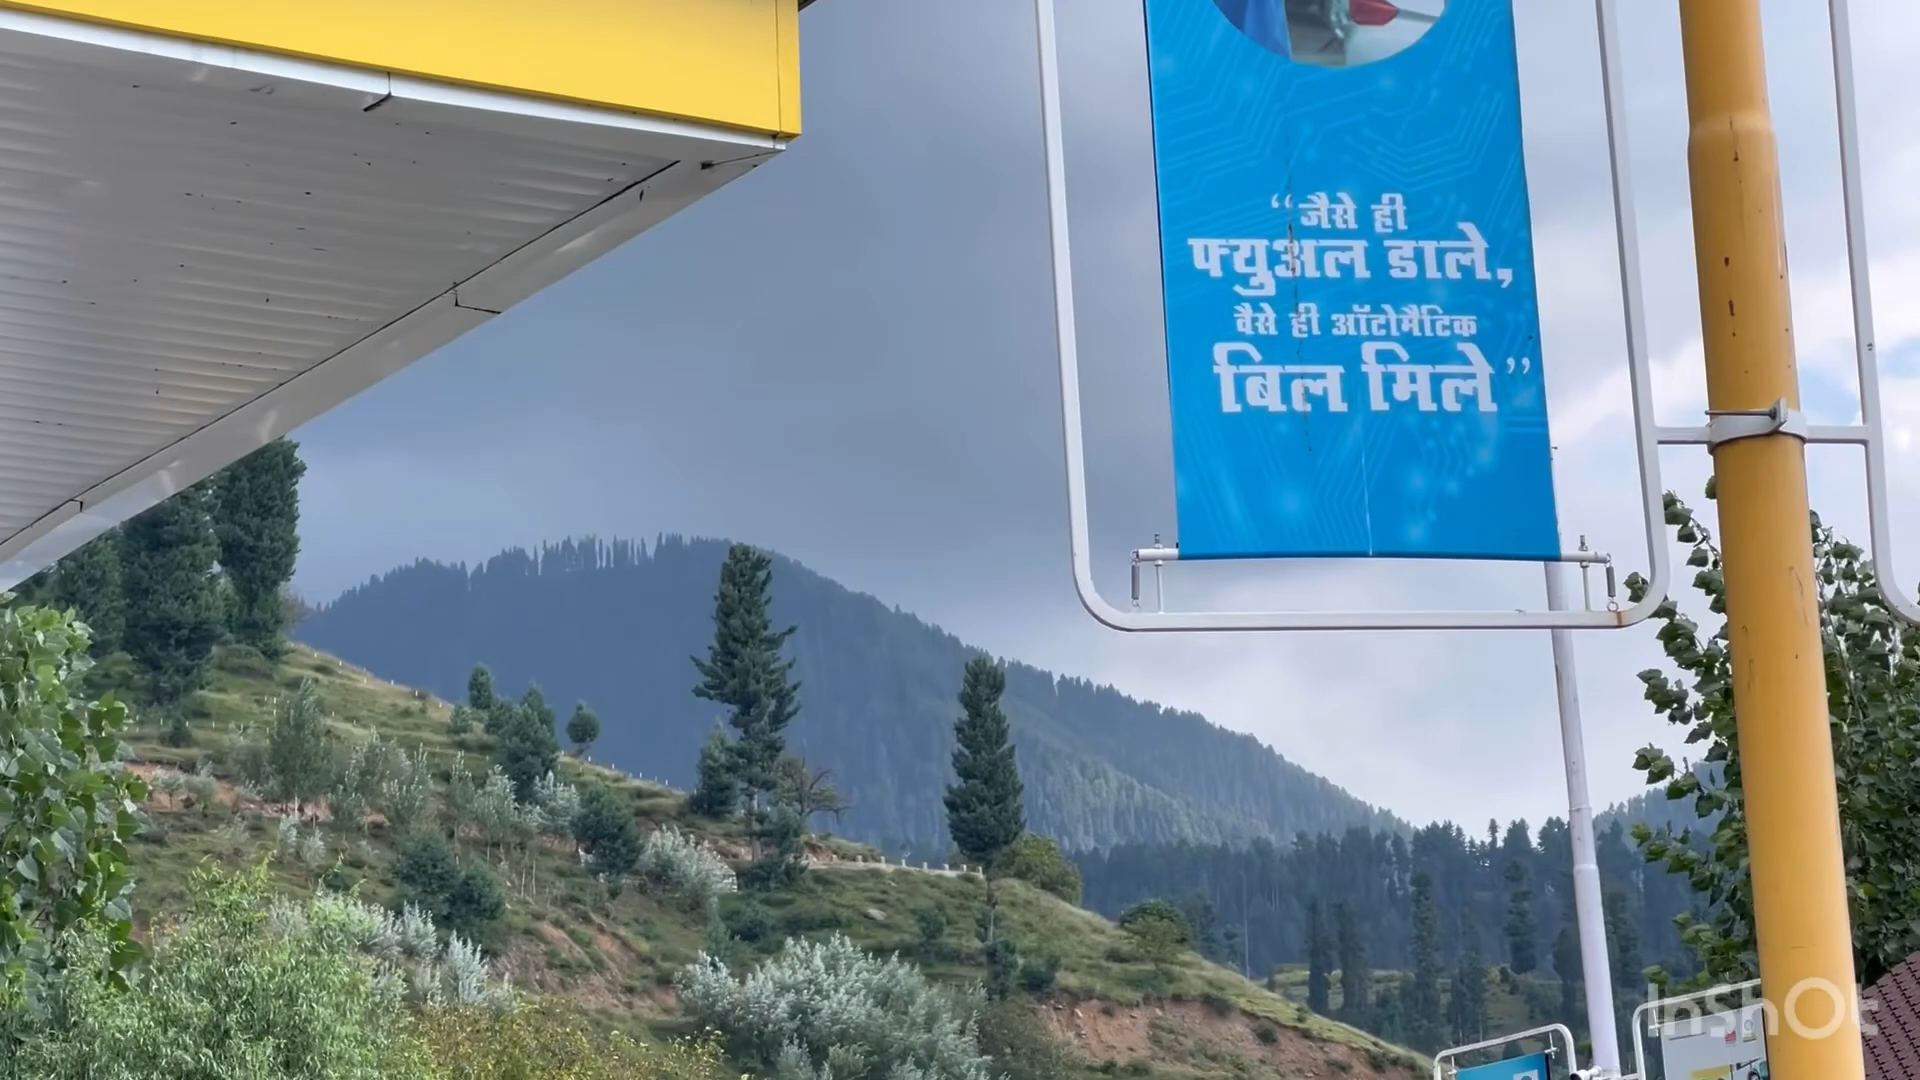 “जैसे ही
फ्युअल डाले,
वैसे ही ऑटोमैटिक
बिल मिले”
InShOt